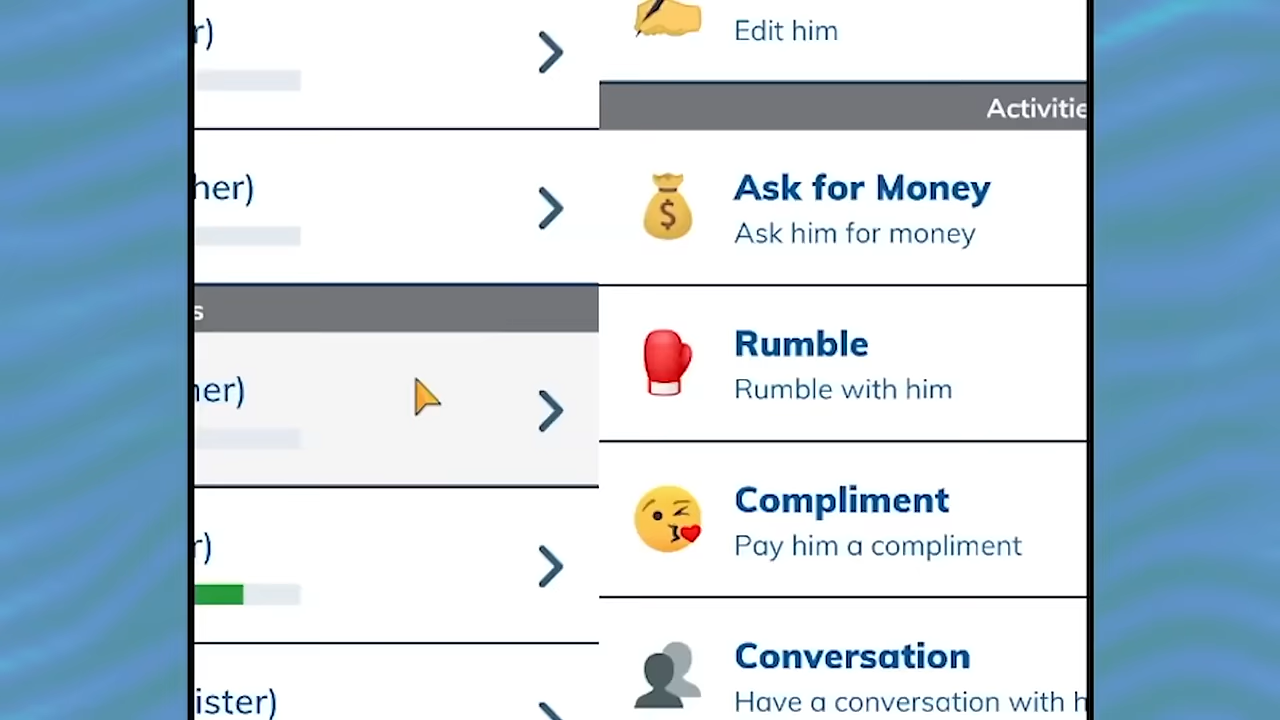 r)
her)
s
her)
r)
ister)
Edit him
Activitie
Ask for Money
Ask him for money
Rumble
Rumble with him
Compliment
Pay him a compliment
Conversation
Have a conversation with h